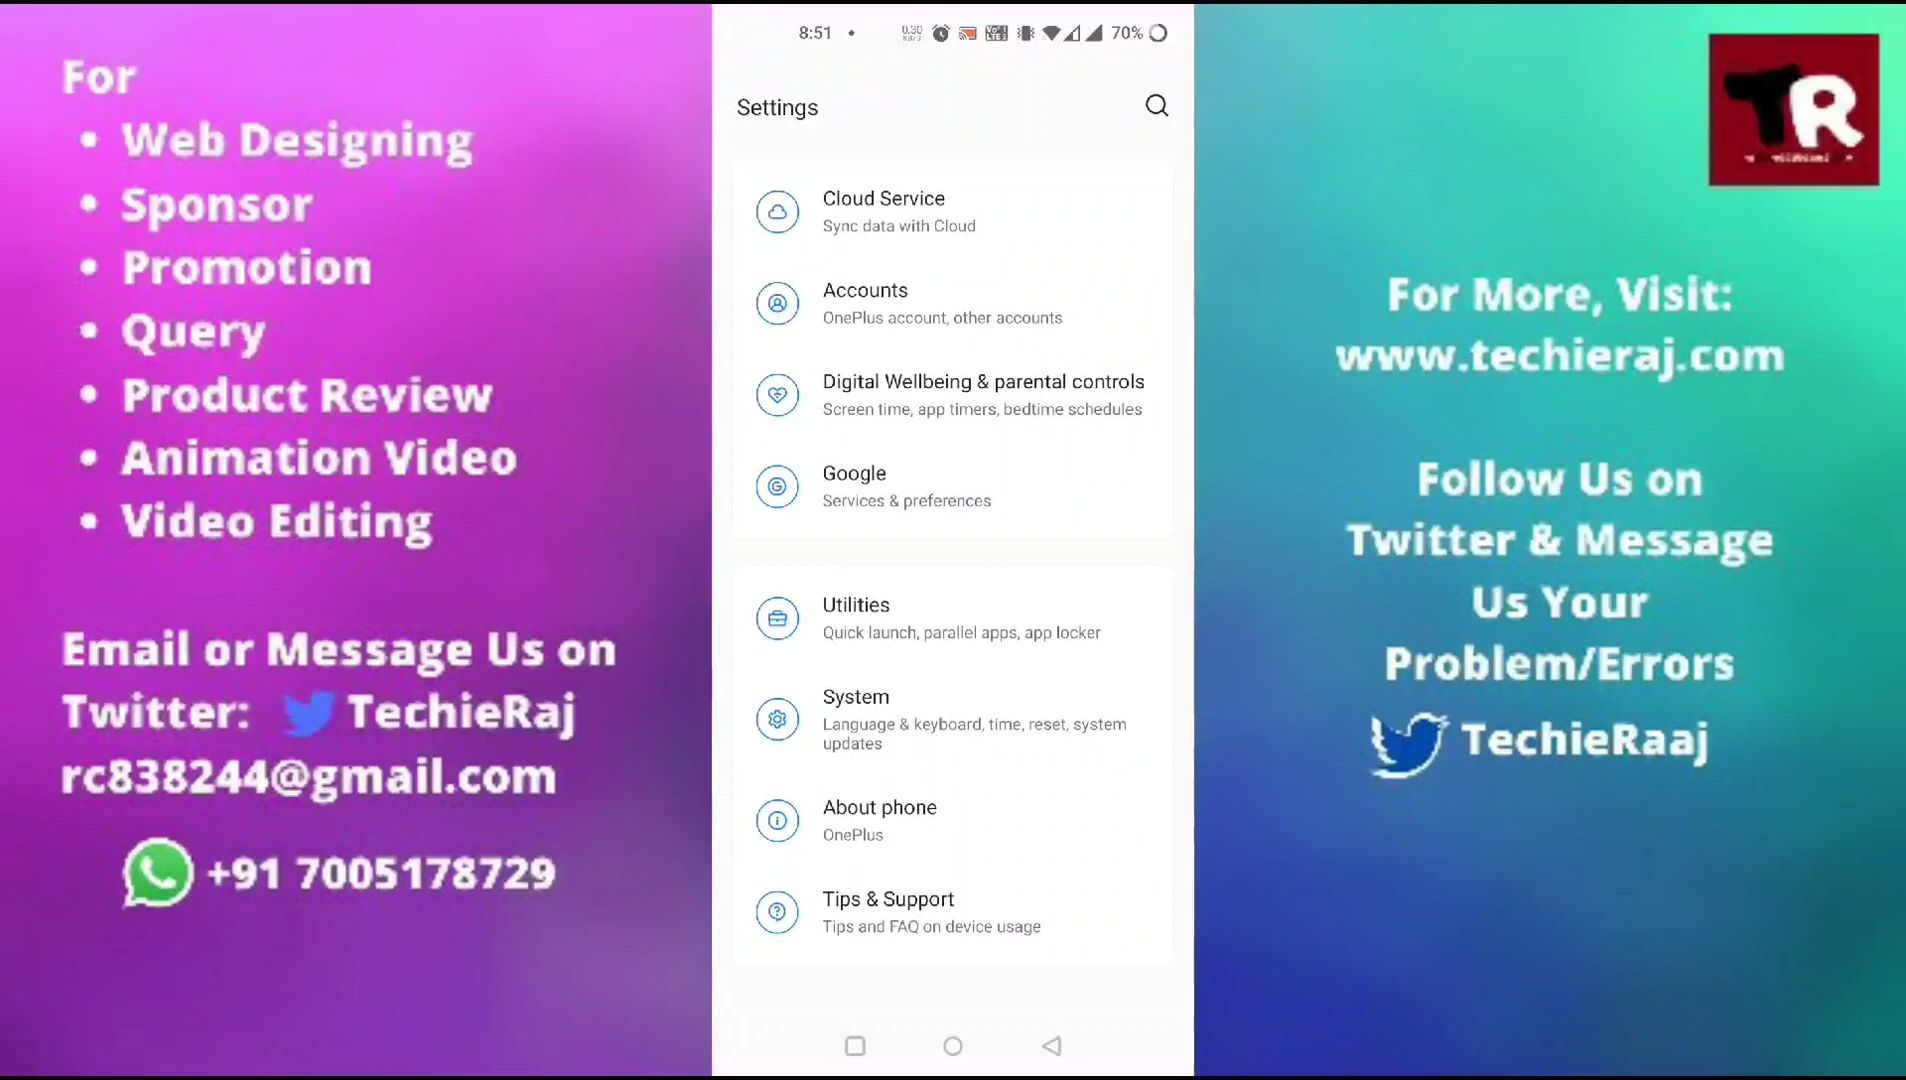 For
• Web Designing
• Sponsor
• Promotion
• Query
• Product Review
• Animation Video
• Video Editing
Email or Message Us on
Twitter: TechieRaj
rc838244@gmail.com
+91 7005178729
8:51
0.30
70%
Settings
Cloud Service
Sync data with Cloud
Accounts
OnePlus account, other accounts
Digital Wellbeing & parental controls
Screen time, app timers, bedtime schedules
Google
Services & preferences
Utilities
Quick launch, parallel apps, app locker
System
Language & keyboard, time, reset, system
updates
About phone
OnePlus
Tips & Support
Tips and FAQ on device usage
TR
For More, Visit:
www.techieraj.com
Follow Us on
Twitter & Message
Us Your
Problem/Errors
TechieRaaj